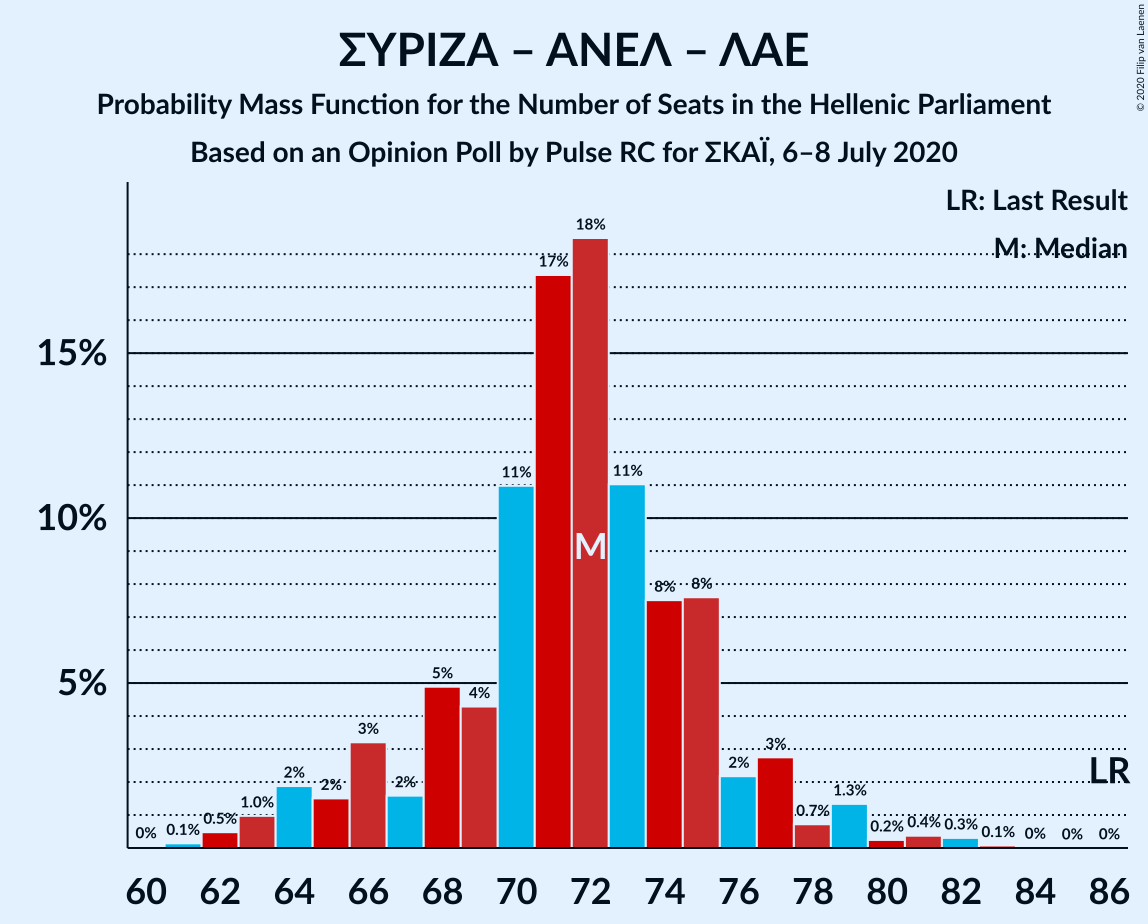 ΣΥΡΙΖΑ – ΑΝΕΛ – ΛΑΕ
Probability Mass Function for the Number of Seats in the Hellenic Parliament
Based on an Opinion Poll by Pulse RC for ΣΚΑΪ, 6–8 July 2020
© 2020 Filip van Laenen
LR: Last Result
M: Median
15%
10%
5%
0% 0.1% 0.5% 1.0% 2% 2% 3% 2% 5% 4% 11% 17% 18% 11% 8% 8% 2% 3% 0.7% 1.3% 0.2% 0.4% 0.3% 0.1% 0% 0% 0%
M
LR
60 62 64 66 68 70 72 74 76 78 80 82 84 86